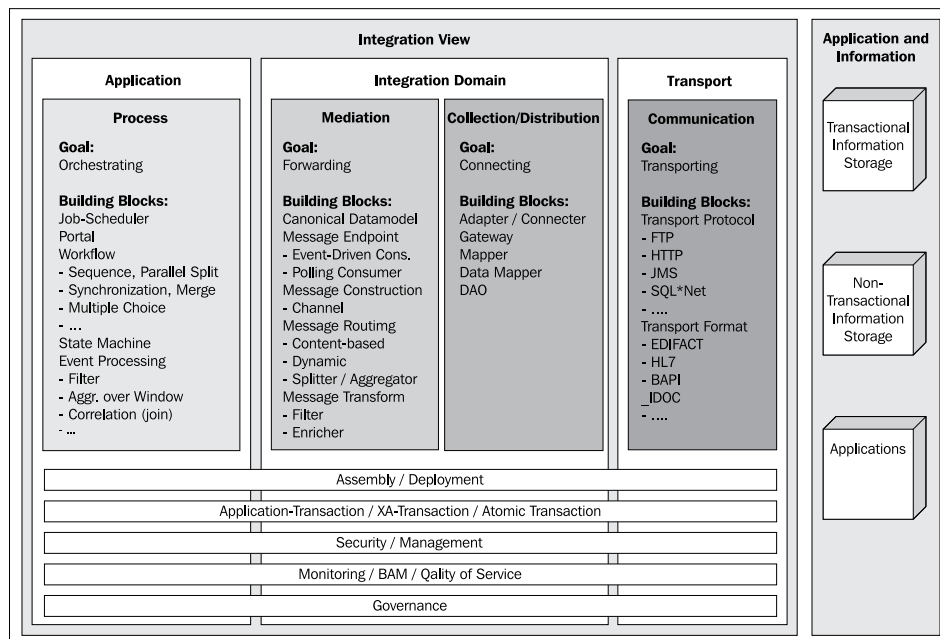 Integration View
Application
Process
Goal:
Orchestrating
Building Blocks:
Job-Scheduler
Portal
Workflow
- Sequence, Parallel Split
- Synchronization, Merge
- Multiple Choice
- ...
State Machine
Event Processing
- Filter
- Aggr. over Window
- Correlation (join)
- ...
Integration Domain
Mediation
Goal:
Forwarding
Building Blocks:
Canonical Datamodel
Message Endpoint
- Event-Driven Cons.
- Polling Consumer
Message Construction
- Channel
Message Routimg
- Content-based
- Dynamic
- Splitter / Aggregator
Message Transform
- Filter
- Enricher
Collection/Distribution
Goal:
Connecting
Building Blocks:
Adapter / Connecter
Gateway
Mapper
Data Mapper
DAO
Transport
Communication
Goal:
Transporting
Building Blocks:
Transport Protocol
- FTP
- HTTP
- JMS
- SQL*Net
- ....
Transport Format
- EDIFACT
- HL7
- BAPI
_IDOC
- ....
Assembly / Deployment
Application-Transaction / XA-Transaction / Atomic Transaction
Security / Management
Monitoring / BAM / Qality of Service
Governance
Application and
Information
Transactional
Information
Storage
Non-
Transactional
Information
Storage
Applications